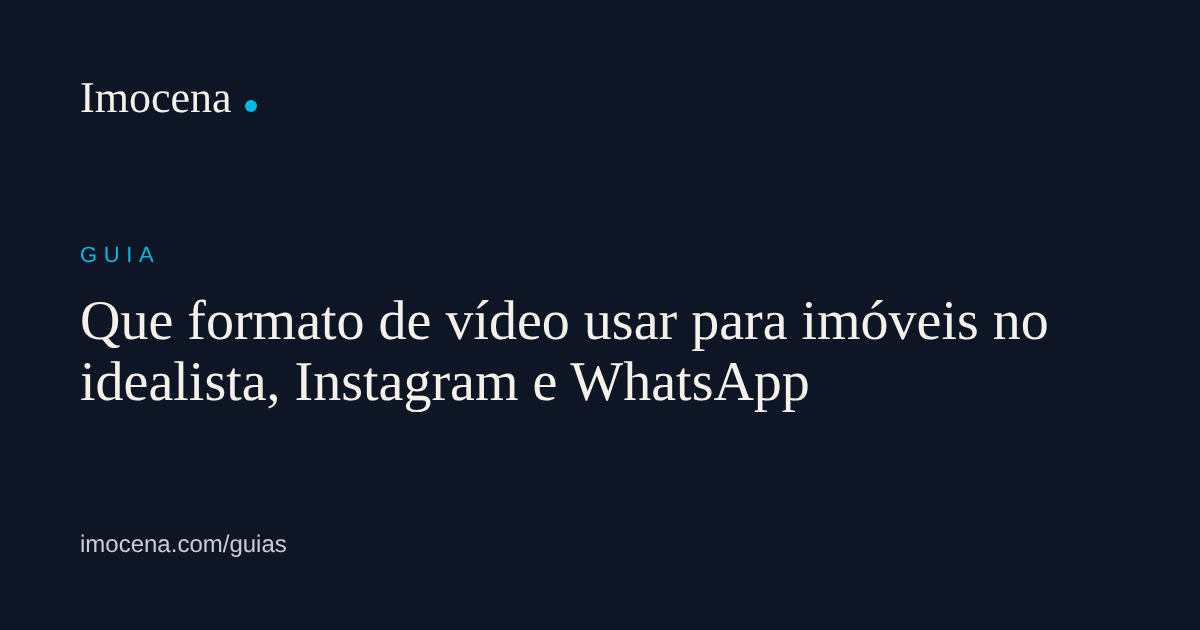 Imocena
GUIA
Que formato de vídeo usar para imóveis no
idealista, Instagram e WhatsApp
imocena.com/guias